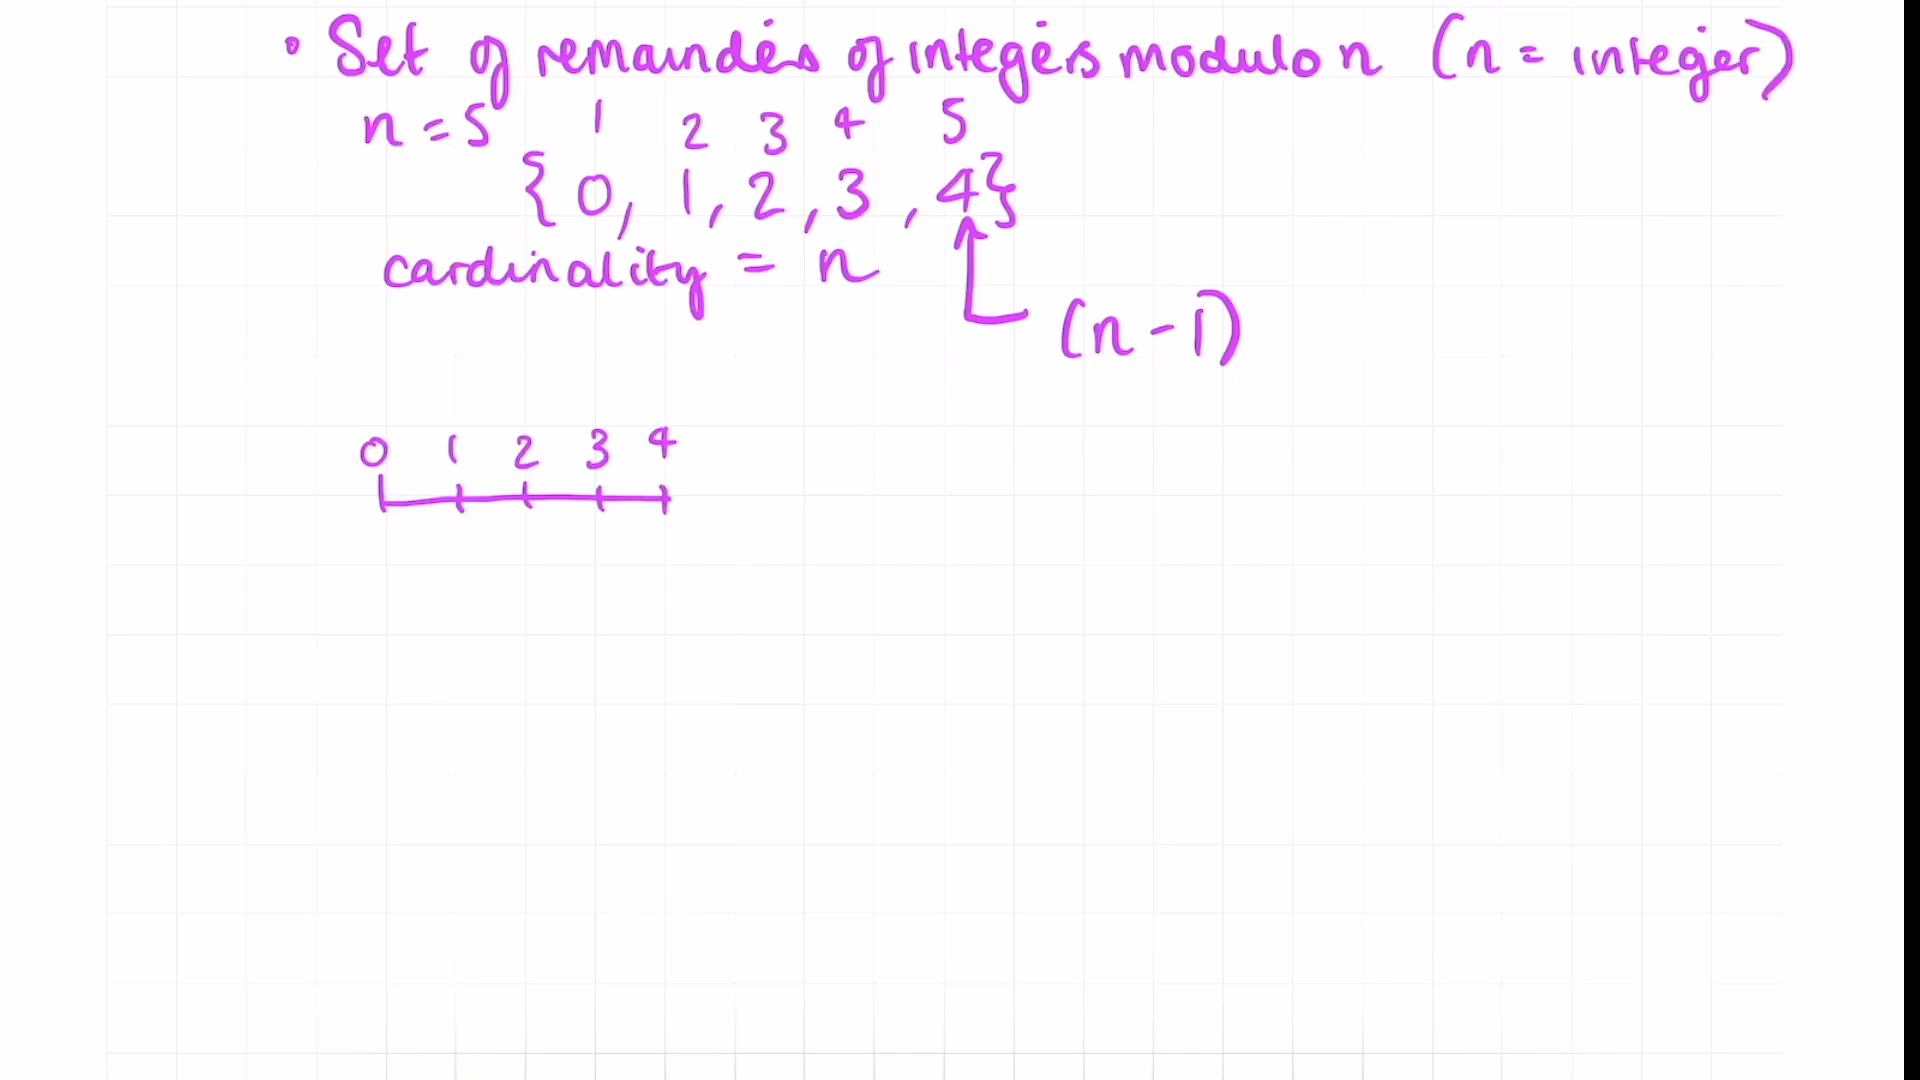 • Set of remainders of integers modulo n (n = integer)
n = 5 1 2 3 4 5
{0, 1, 2, 3, 4}
cardinality = n
(n - 1)
0 1 2 3 4